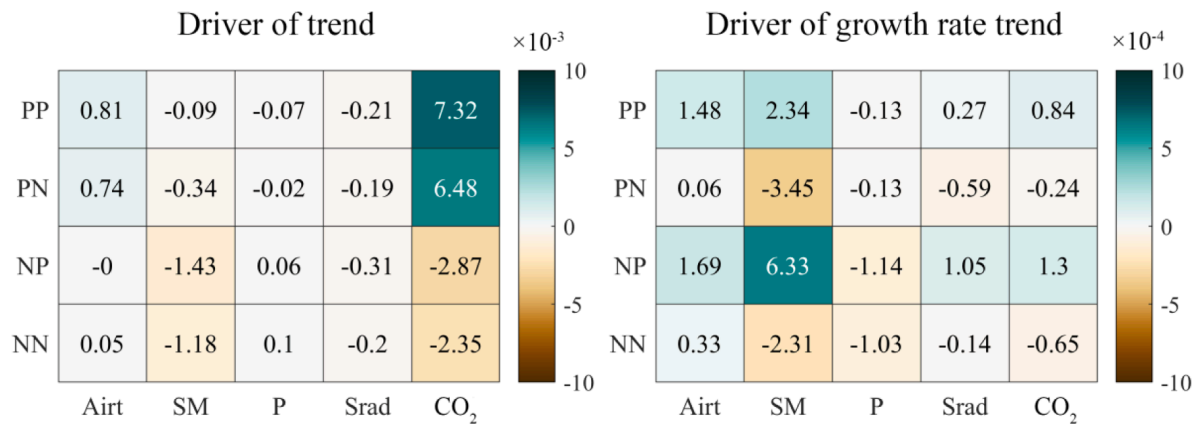 Driver of trend
×10-3
PP 0.81 -0.09 -0.07 -0.21 7.32
PN 0.74 -0.34 -0.02 -0.19 6.48
NP -0 -1.43 0.06 -0.31 -2.87
NN 0.05 -1.18 0.1 -0.2 -2.35
Airt SM P Srad CO2
10
5
0
-5
-10
Driver of growth rate trend
×10-4
PP 1.48 2.34 -0.13 0.27 0.84
PN 0.06 -3.45 -0.13 -0.59 -0.24
NP 1.69 6.33 -1.14 1.05 1.3
NN 0.33 -2.31 -1.03 -0.14 -0.65
Airt SM P Srad CO2
10
5
0
-5
-10